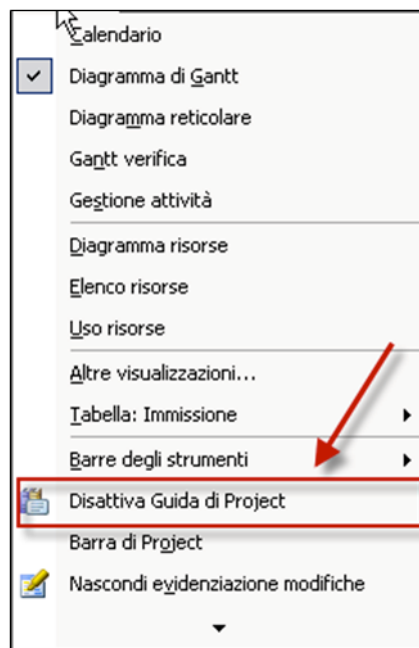 Calendario
Diagramma di Gantt
Diagramma reticolare
Gantt verifica
Gestione attività
Diagramma risorse
Elenco risorse
Uso risorse
Altre visualizzazioni...
Tabella: Immissione
Barre degli strumenti
Disattiva Guida di Project
Barra di Project
Nascondi evidenziazione modifiche